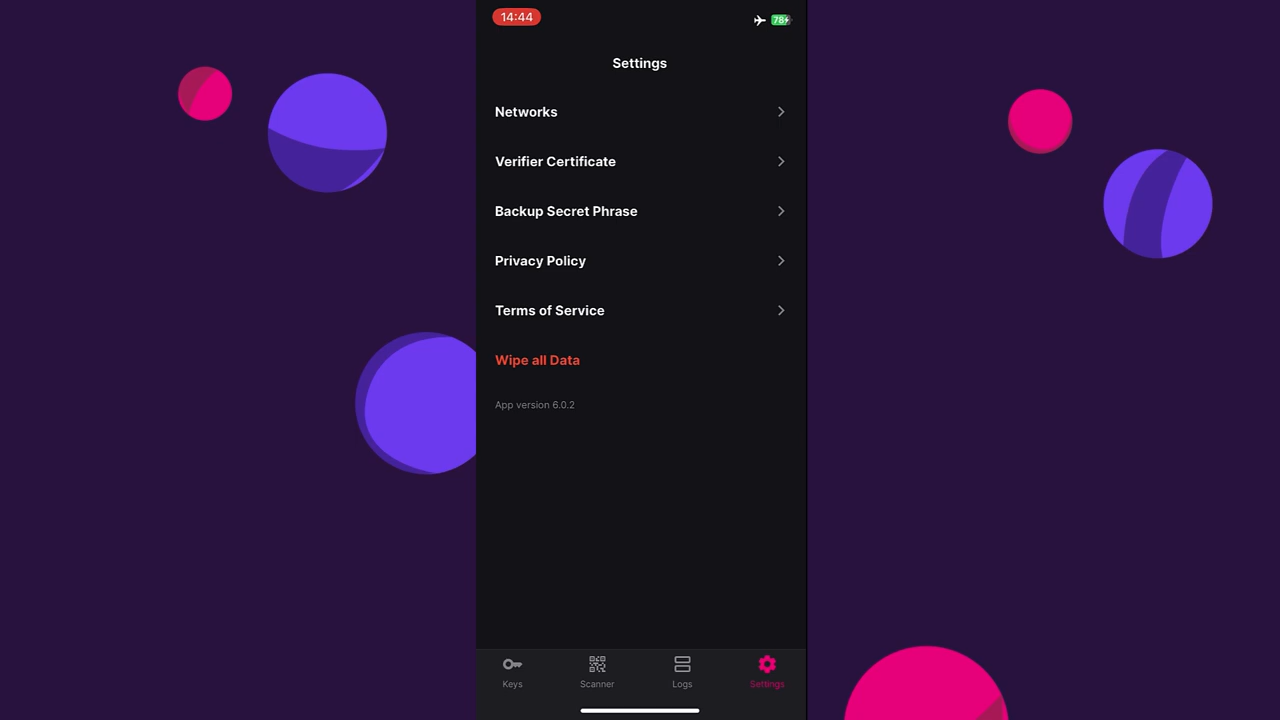 14:44
78
Settings
Networks
Verifier Certificate
Backup Secret Phrase
Privacy Policy
Terms of Service
Wipe all Data
App version 6.0.2
Keys
Scanner
Logs
Settings